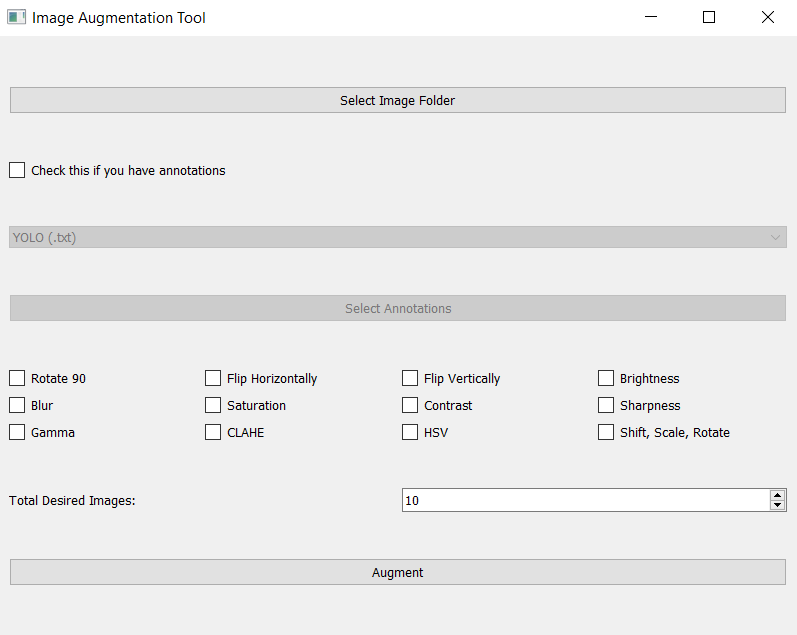 Image Augmentation Tool
Select Image Folder
Check this if you have annotations
YOLO (.txt)
Select Annotations
Rotate 90 Flip Horizontally Flip Vertically Brightness
Blur Saturation Contrast Sharpness
Gamma CLAHE HSV Shift, Scale, Rotate
Total Desired Images: 10
Augment